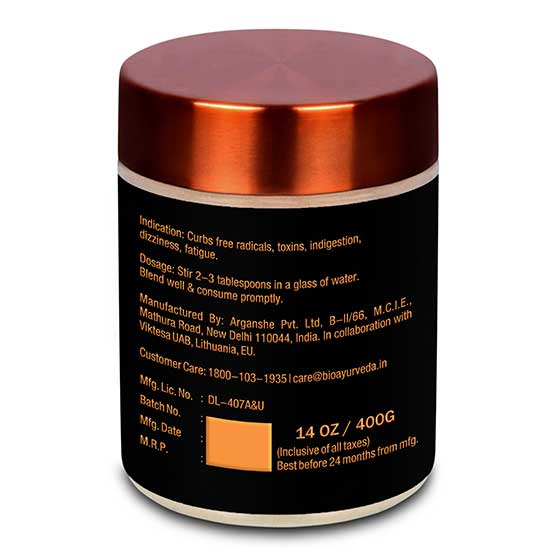 Indication: Curbs free radicals, toxins, indigestion,
dizziness, fatigue.
Dosage: Stir 2–3 tablespoons in a glass of water.
Blend well & consume promptly.
Manufactured By: Arganshe Pvt. Ltd, B–II/66, M.C.I.E.,
Mathura Road, New Delhi 110044, India. In collaboration with
Viktesa UAB, Lithuania, EU.
Customer Care: 1800–103–1935 | care@bioayurveda.in
Mfg. Lic. No. : DL–407A&U
Batch No. :
Mfg. Date :
M.R.P. :
14 OZ / 400G
(Inclusive of all taxes)
Best before 24 months from mfg.